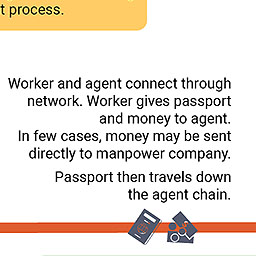 t process.
Worker and agent connect through
network. Worker gives passport
and money to agent.
In few cases, money may be sent
directly to manpower company.
Passport then travels down
the agent chain.